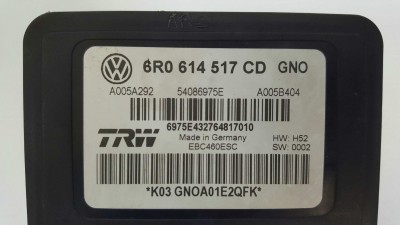 6R0 614 517 CD GNO
A005A292 54086975E A005B404
6975E432764817010
TRW Made in Germany HW: H52
EBC460ESC SW: 0002
*K03 GNOA01E2QFK*